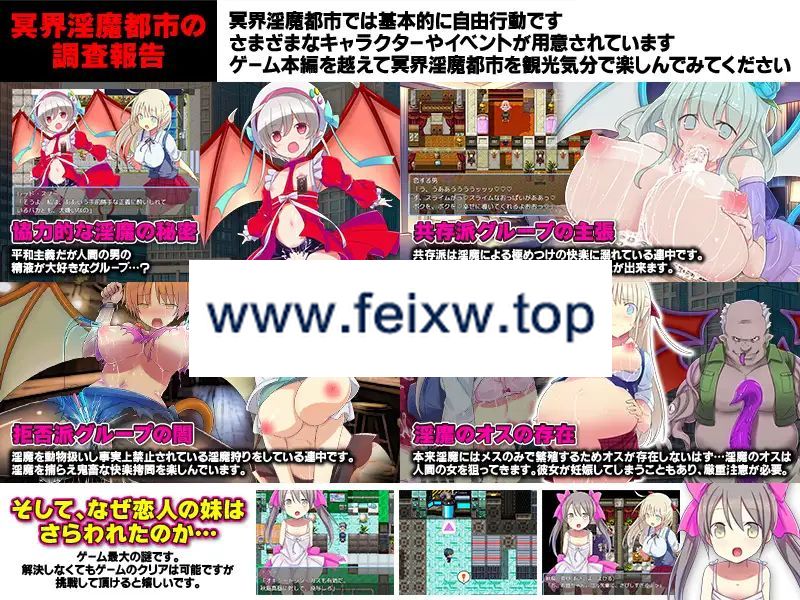 冥界淫魔都市の
調査報告
冥界淫魔都市では基本的に自由行動です
さまざまなキャラクターやイベントが用意されています
ゲーム本編を越えて冥界淫魔都市を観光気分で楽しんでみてください
協力的な淫魔の秘密
平和主義だが人間の男の
精液が大好きなグループ…?
恋する男
共存派グループの主張
共存派は淫魔による極めつけの快楽に溺れている連中です。
が出来ます。
www.feixw.top
拒否派グループの闇
淫魔を動物扱いし事実上禁止されている淫魔狩りをしている連中です。
淫魔を捕らえ鬼畜な快楽拷問を楽しんでいます。
淫魔のオスの存在
本来淫魔にはメスのみで繁殖するためオスが存在しないはず…淫魔のオスは
人間の女を狙ってきます。彼女が妊娠してしまうこともあり、厳重注意が必要。
そして、なぜ恋人の妹は
さらわれたのか…
ゲーム最大の謎です。
解決しなくてもゲームのクリアは可能ですが
挑戦して頂けると嬉しいです。